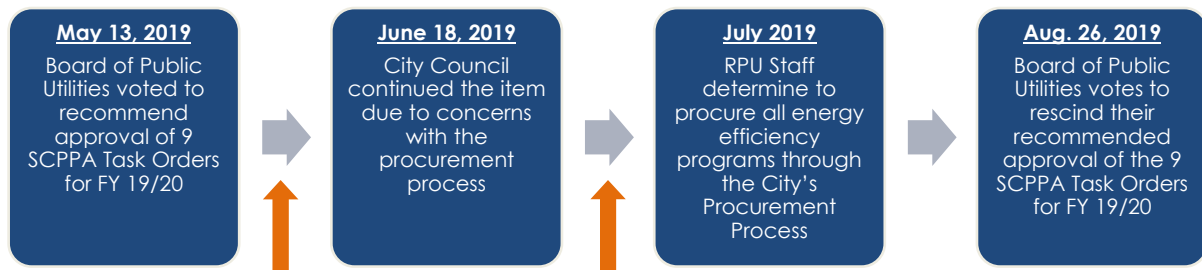 May 13, 2019
Board of Public
Utilities voted to
recommend
approval of 9
SCPPA Task Orders
for FY 19/20
June 18, 2019
City Council
continued the item
due to concerns
with the
procurement
process
July 2019
RPU Staff
determine to
procure all energy
efficiency
programs through
the City’s
Procurement
Process
Aug. 26, 2019
Board of Public
Utilities votes to
rescind their
recommended
approval of the 9
SCPPA Task Orders
for FY 19/20